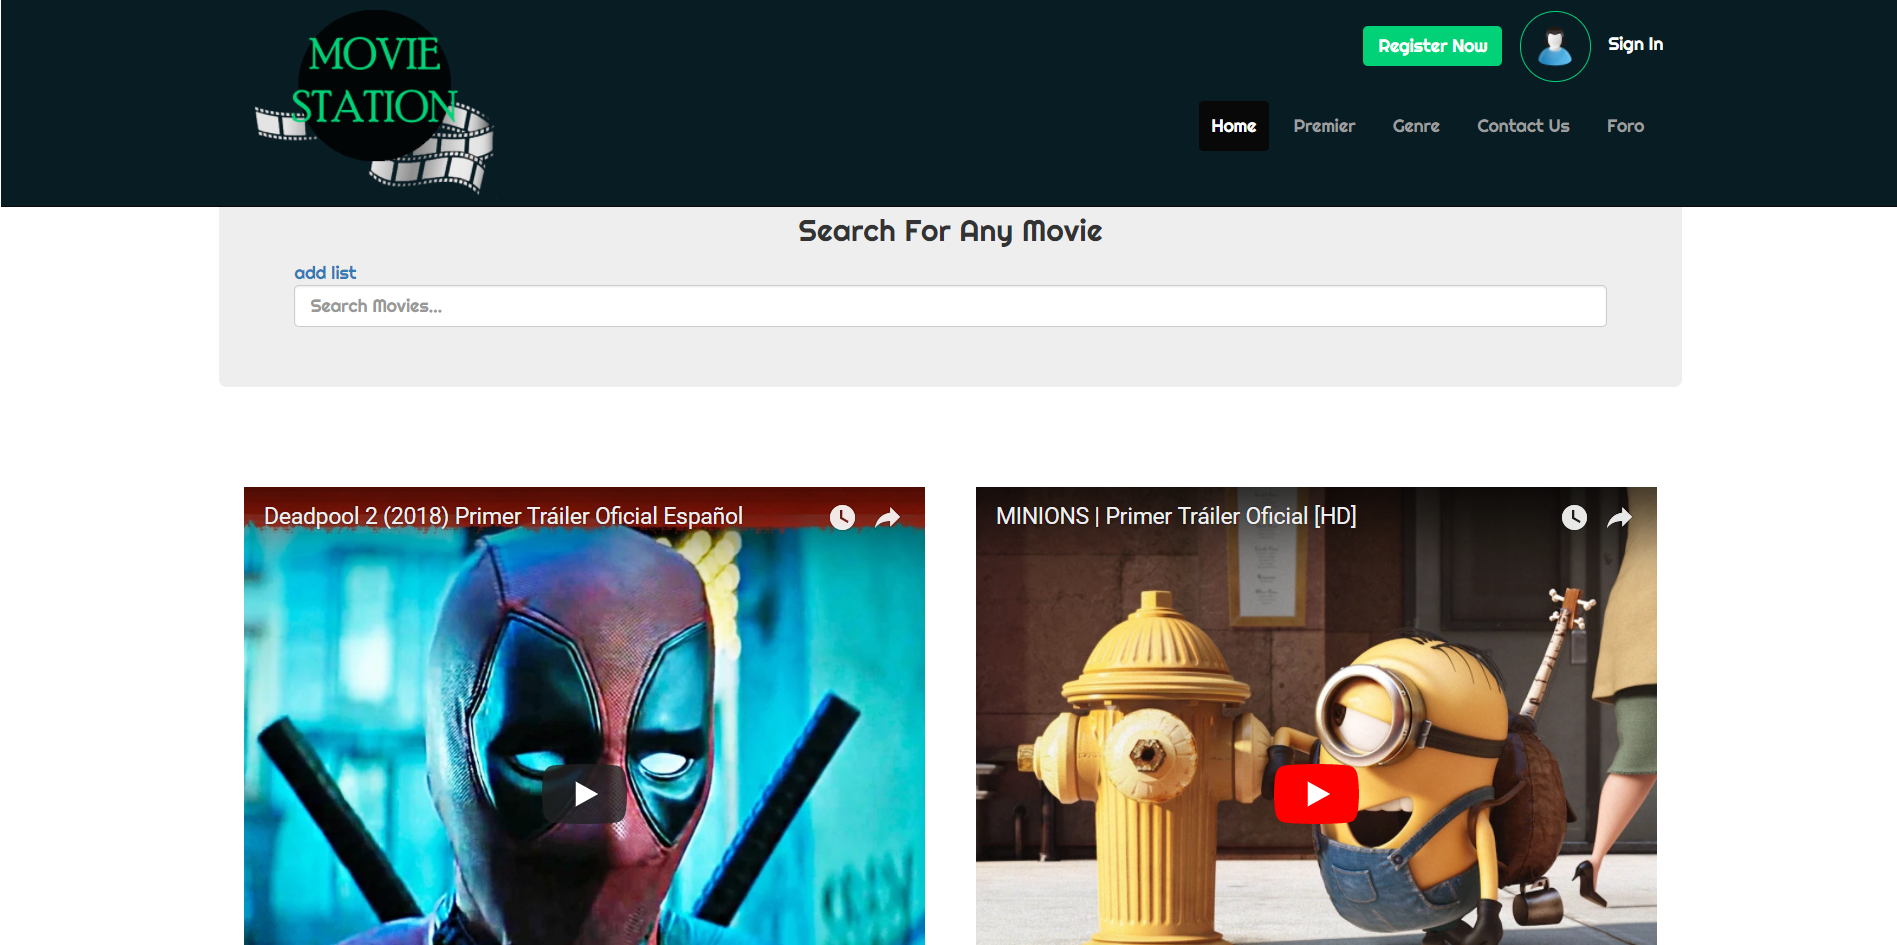 MOVIE
STATION
Register Now
Sign In
Home
Premier
Genre
Contact Us
Foro
Search For Any Movie
add list
Search Movies...
Deadpool 2 (2018) Primer Tráiler Oficial Español
MINIONS | Primer Tráiler Oficial [HD]